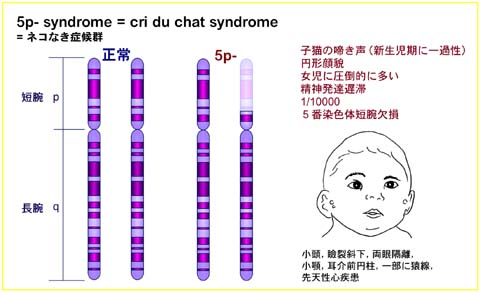 5p- syndrome = cri du chat syndrome
= ネコなき症候群
正常
5p-
短腕 p
長腕 q
子猫の啼き声（新生児期に一過性）
円形顔貌
女児に圧倒的に多い
精神発達遅滞
1/10000
５番染色体短腕欠損
小頭，瞼裂斜下，両眼隔離，
小顎，耳介前円柱，一部に猿線，
先天性心疾患